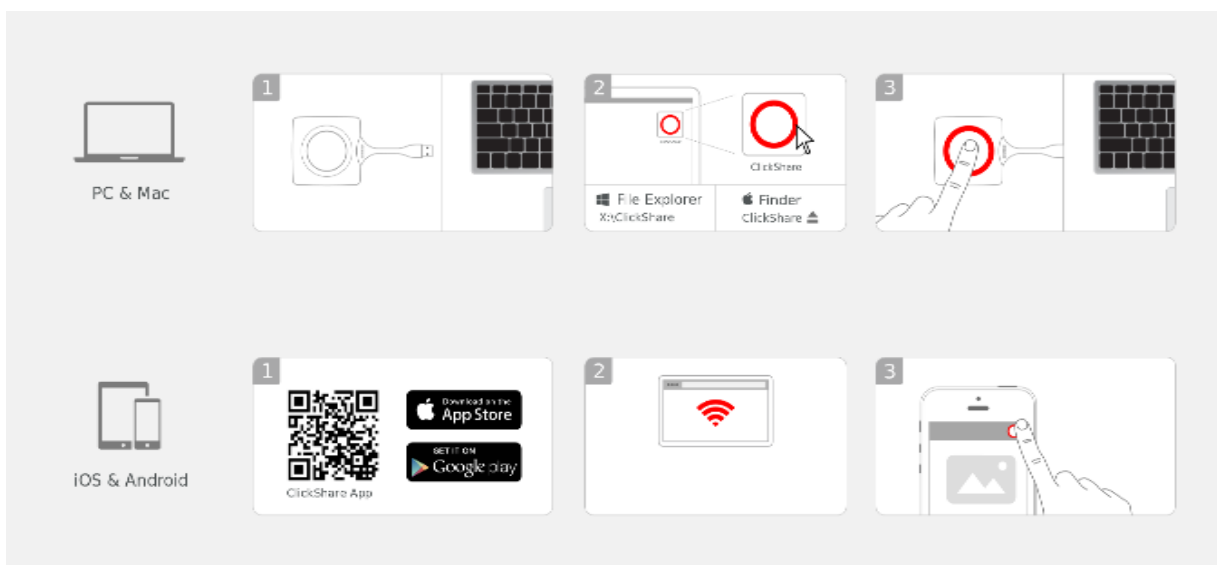 PC & Mac
1
2
ClickShare
File Explorer
X:\ClickShare
Finder
ClickShare
3
iOS & Android
1
ClickShare App
Download on the
App Store
GET IT ON
Google play
2
3